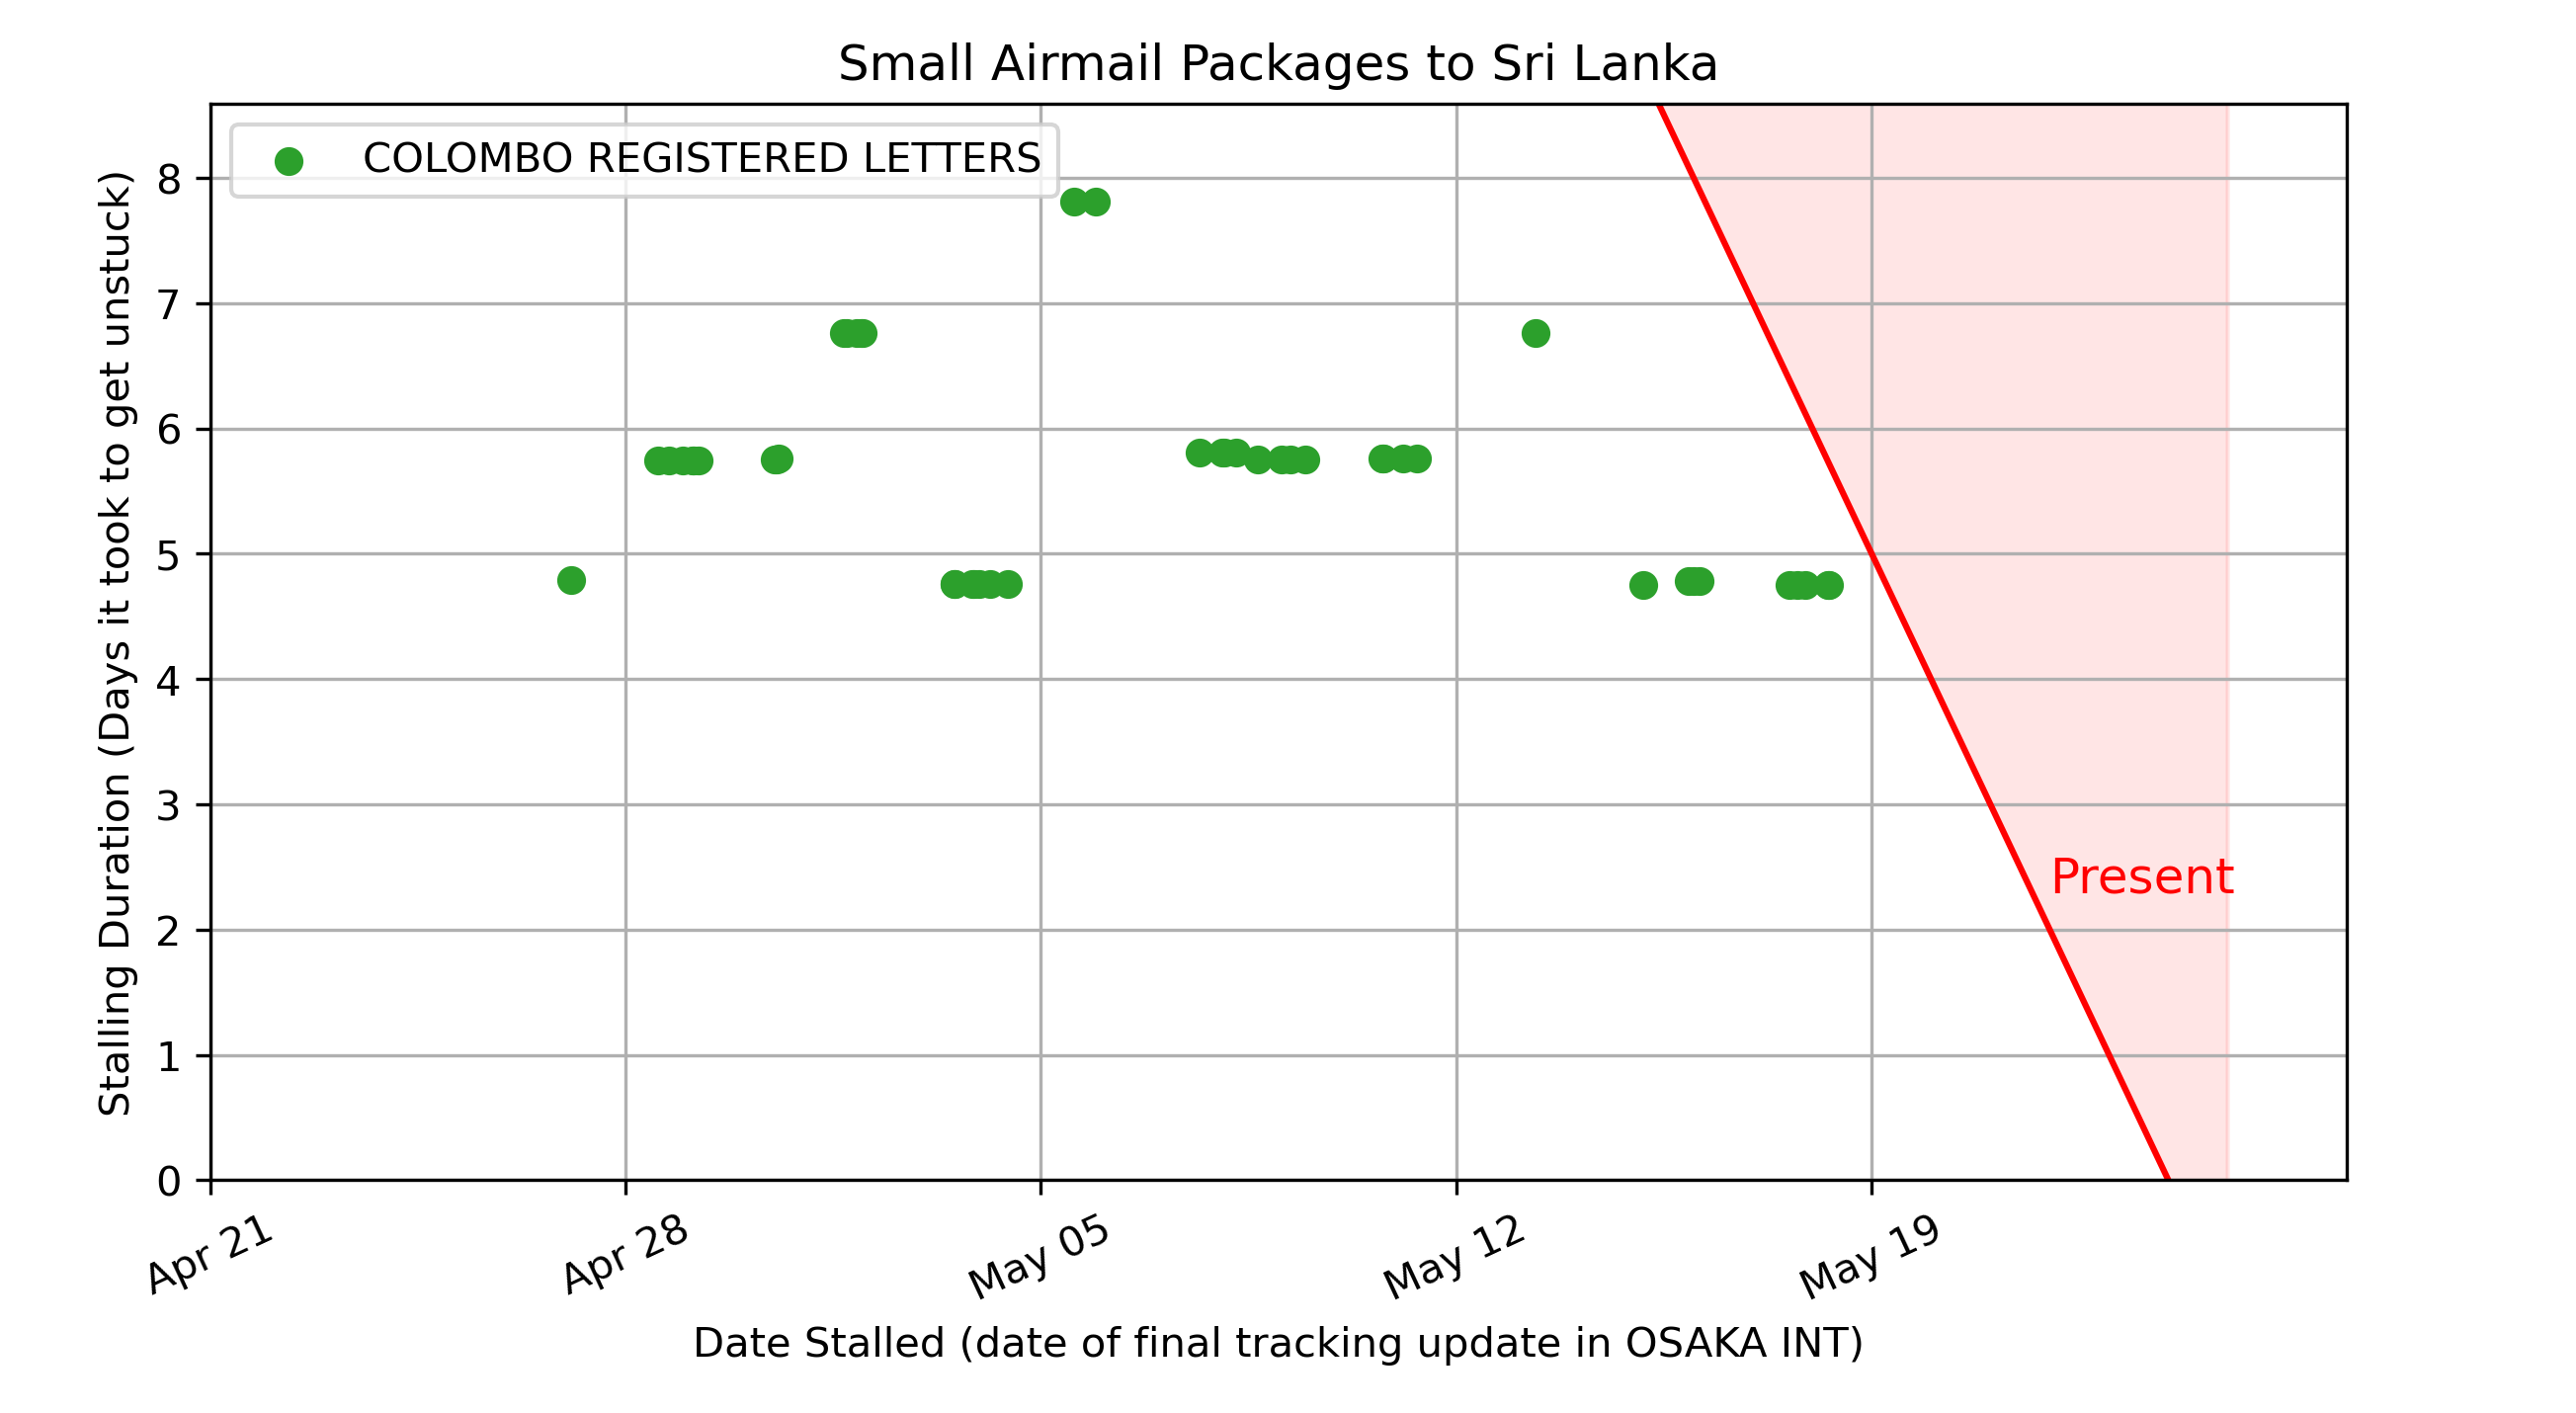 Small Airmail Packages to Sri Lanka
COLOMBO REGISTERED LETTERS
Stalling Duration (Days it took to get unstuck)
8
7
6
5
4
3
2
1
0
Present
Apr 21
Apr 28
May 05
May 12
May 19
Date Stalled (date of final tracking update in OSAKA INT)